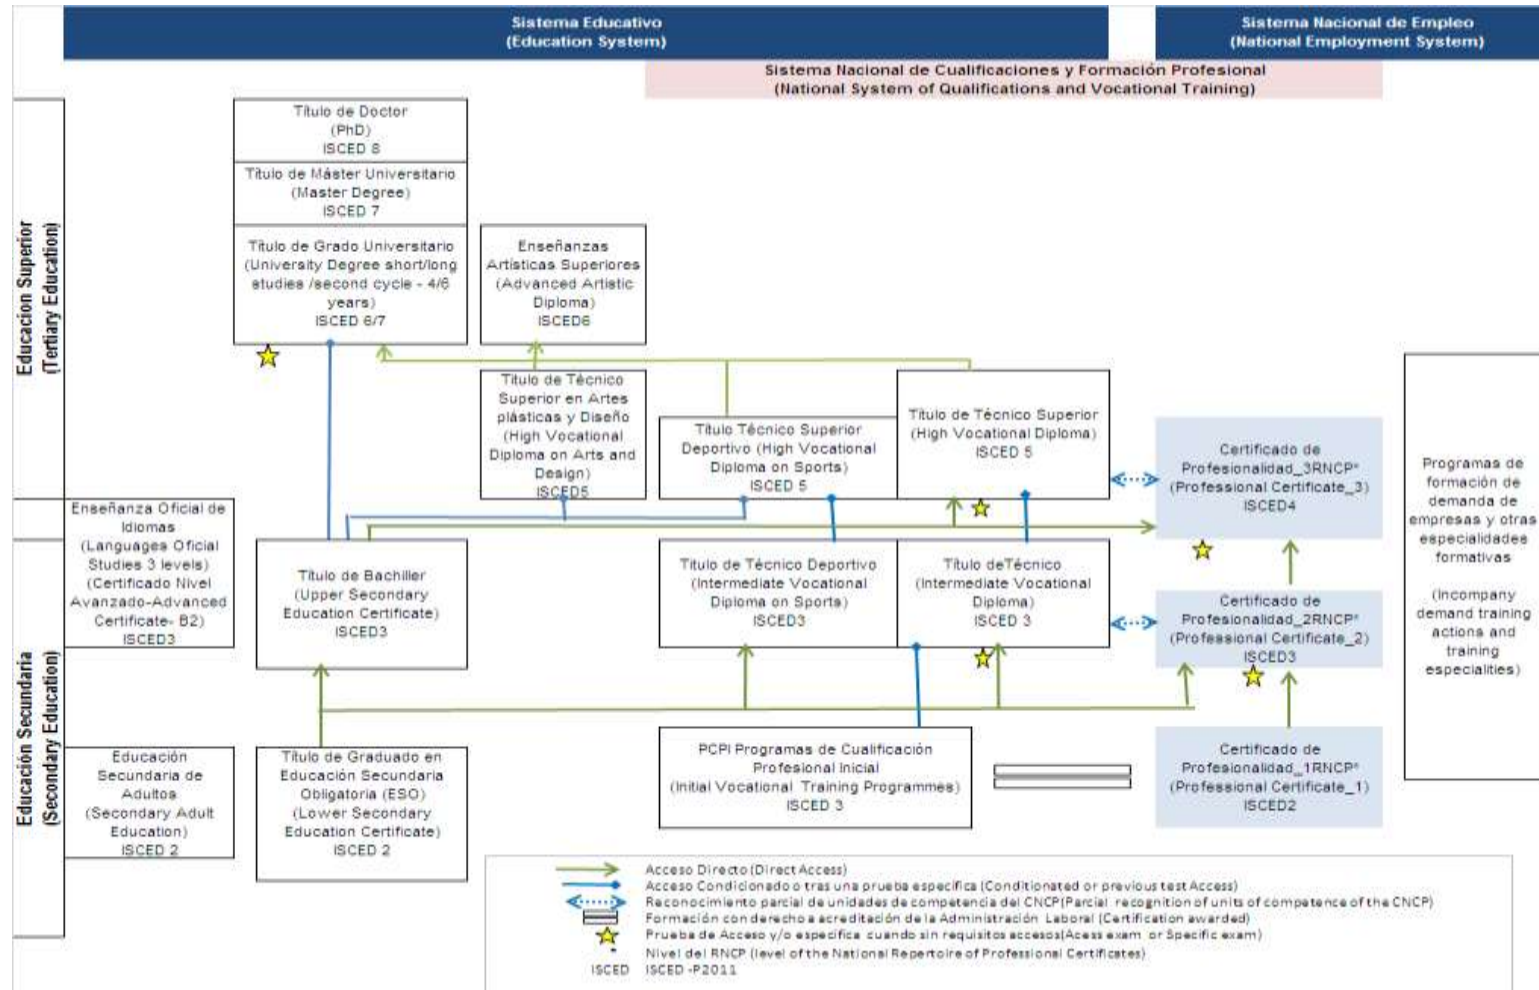 Sistema Educativo
(Education System)
Sistema Nacional de Empleo
(National Employment System)
Sistema Nacional de Cualificaciones y Formación Profesional
(National System of Qualifications and Vocational Training)
Educacion Superior
(Tertiary Education)
Título de Doctor
(PhD)
ISCED 8
Título de Máster Universitario
(Master Degree)
ISCED 7
Título de Grado Universitario
(University Degree short/long
studies /second cycle - 4/6
years)
ISCED 6/7
Enseñanzas
Artísticas Superiores
(Advanced Artistic
Diploma)
ISCED6
Título de Técnico
Superior en Artes
plásticas y Diseño
(High Vocational
Diploma on Arts and
Design)
ISCED5
Título Técnico Superior
Deportivo (High Vocational
Diploma on Sports)
ISCED 5
Título de Técnico Superior
(High Vocational Diploma)
ISCED 5
Certificado de
Profesionalidad_3RNCP*
(Professional Certificate_3)
ISCED4
Programas de
formación de
demanda de
empresas y otras
especialidades
formativas
(Incompany
demand training
actions and
training
especialities)
Enseñanza Oficial de
Idiomas
(Languages Oficial
Studies 3 levels)
(Certificado Nivel
Avanzado-Advanced
Certificate- B2)
ISCED3
Educación Secundaria
(Secondary Education)
Título de Bachiller
(Upper Secondary
Education Certificate)
ISCED3
Título de Técnico Deportivo
(Intermediate Vocational
Diploma on Sports)
ISCED3
Título deTécnico
(Intermediate Vocational
Diploma)
ISCED 3
Certificado de
Profesionalidad_2RNCP*
(Professional Certificate_2)
ISCED3
Educación
Secundaria de
Adultos
(Secondary Adult
Education)
ISCED 2
Título de Graduado en
Educación Secundaria
Obligatoria (ESO)
(Lower Secondary
Education Certificate)
ISCED 2
PCPI Programas de Cualificación
Profesional Inicial
(Initial Vocational Training Programmes)
ISCED 3
Certificado de
Profesionalidad_1RNCP*
(Professional Certificate_1)
ISCED2
Acceso Directo (Direct Access)
Acceso Condicionado o tras una prueba específica (Conditionated or previous test Access)
Reconocimiento parcial de unidades de competencia del CNCP(Parcial recognition of units of competence of the CNCP)
Formación con derecho a acreditación de la Administración Laboral (Certification awarded)
Prueba de Acceso y/o especifica cuando sin requisitos accesos(Acess exam or Specific exam)
* Nivel del RNCP (level of the National Repertoire of Professional Certificates)
ISCED ISCED -P2011